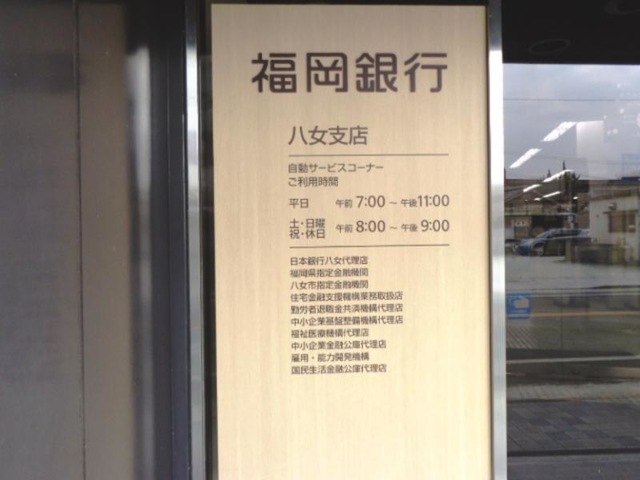 福岡銀行
八女支店
自動サービスコーナー
ご利用時間
平日 午前 7:00 ~ 午後 11:00
土・日曜
祝・休日 午前 8:00 ~ 午後 9:00
日本銀行八女代理店
福岡県指定金融機関
八女市指定金融機関
住宅金融支援機構業務取扱店
勤労者退職金共済機構代理店
中小企業基盤整備機構代理店
福祉医療機構代理店
中小企業金融公庫代理店
雇用・能力開発機構
国民生活金融公庫代理店